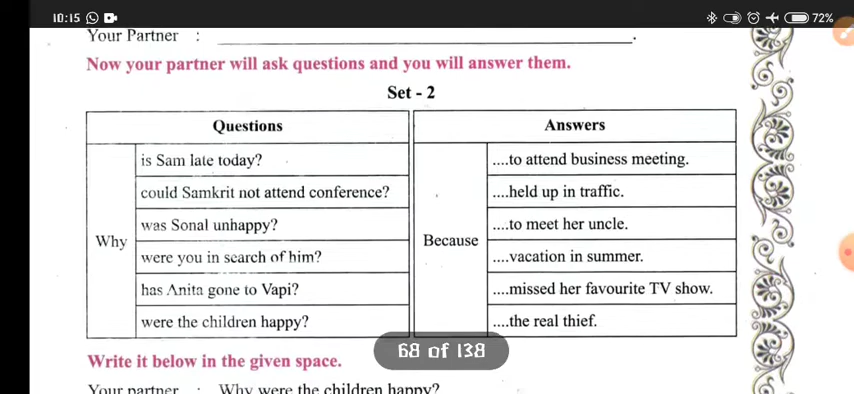 10:15 72%
Your Partner : ______________________________.
Now your partner will ask questions and you will answer them.
Set - 2
Questions Answers
Why Because
is Sam late today? ....to attend business meeting.
could Samkrit not attend conference? ....held up in traffic.
was Sonal unhappy? ....to meet her uncle.
were you in search of him? ....vacation in summer.
has Anita gone to Vapi? ....missed her favourite TV show.
were the children happy? ....the real thief.
68 of 138
Write it below in the given space.
Your partner : Why were the children happy?